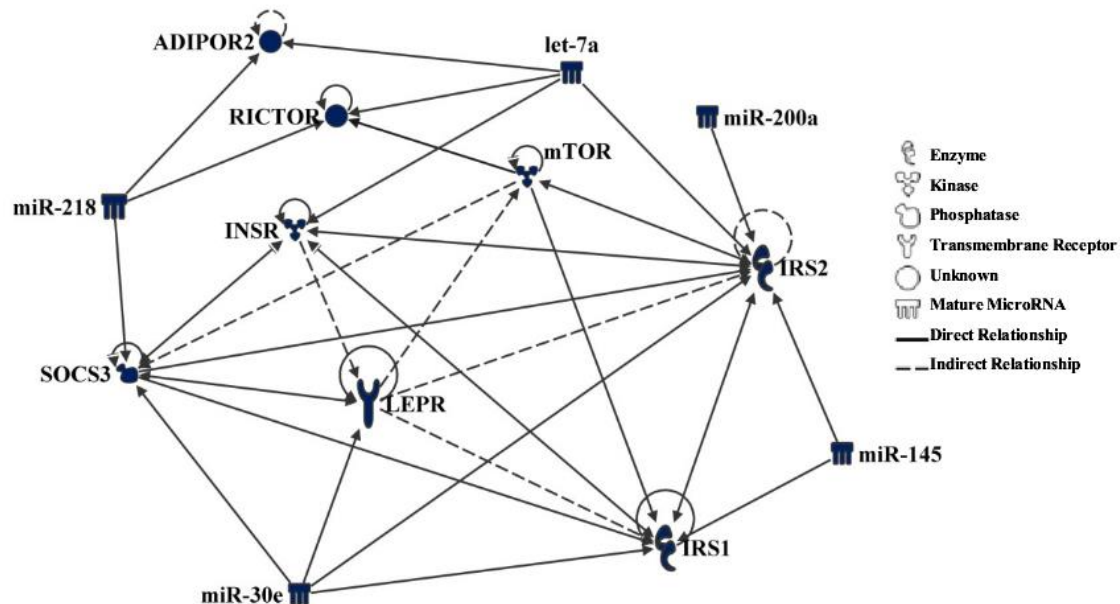 ADIPOR2
let-7a
RICTOR
miR-200a
mTOR
miR-218
INSR
IRS2
SOCS3
LEPR
miR-145
IRS1
miR-30e
Enzyme
Kinase
Phosphatase
Transmembrane Receptor
Unknown
Mature MicroRNA
Direct Relationship
Indirect Relationship